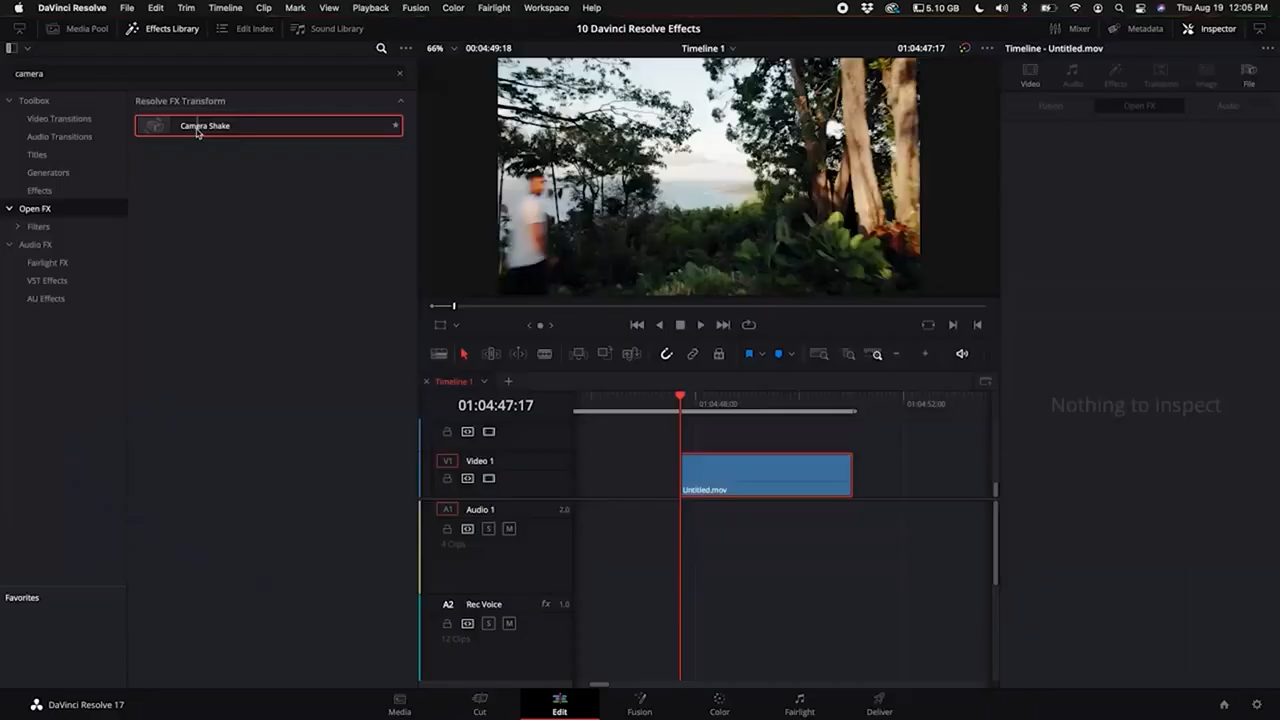 DaVinci Resolve File Edit Trim Timeline Clip Mark View Playback Fusion Color Fairlight Workspace Help 5.10 GB Thu Aug 19 12:05 PM
Media Pool Effects Library Edit Index Sound Library 10 Davinci Resolve Effects Mixer Metadata Inspector
66% 00:04:49:18 Timeline 1 01:04:47:17 Timeline - Untitled.mov
camera
Video Audio Effects Transition Image File
Toolbox
Resolve FX Transform
Fusion Open FX Audio
Video Transitions
Camera Shake
Audio Transitions
Titles
Generators
Effects
Open FX
Filters
Audio FX
Fairlight FX
VST Effects
AU Effects
Timeline 1
01:04:47:17
01:04:48:00
01:04:52:00
Nothing to inspect
V1 Video 1
Untitled.mov
A1 Audio 1 2.0
S M
4 Clips
Favorites
A2 Rec Voice fx 1.0
S M
12 Clips
DaVinci Resolve 17
Media Cut Edit Fusion Color Fairlight Deliver